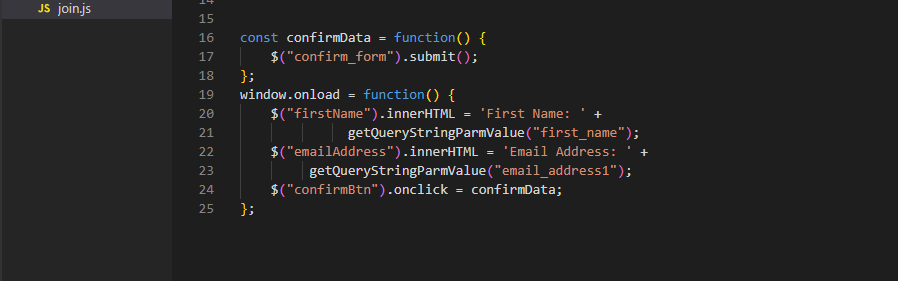 JS join.js
14
15
16 const confirmData = function() {
17 $("confirm_form").submit();
18 };
19 window.onload = function() {
20 $("firstName").innerHTML = 'First Name: ' +
21 getQueryStringParmValue("first_name");
22 $("emailAddress").innerHTML = 'Email Address: ' +
23 getQueryStringParmValue("email_address1");
24 $("confirmBtn").onclick = confirmData;
25 };